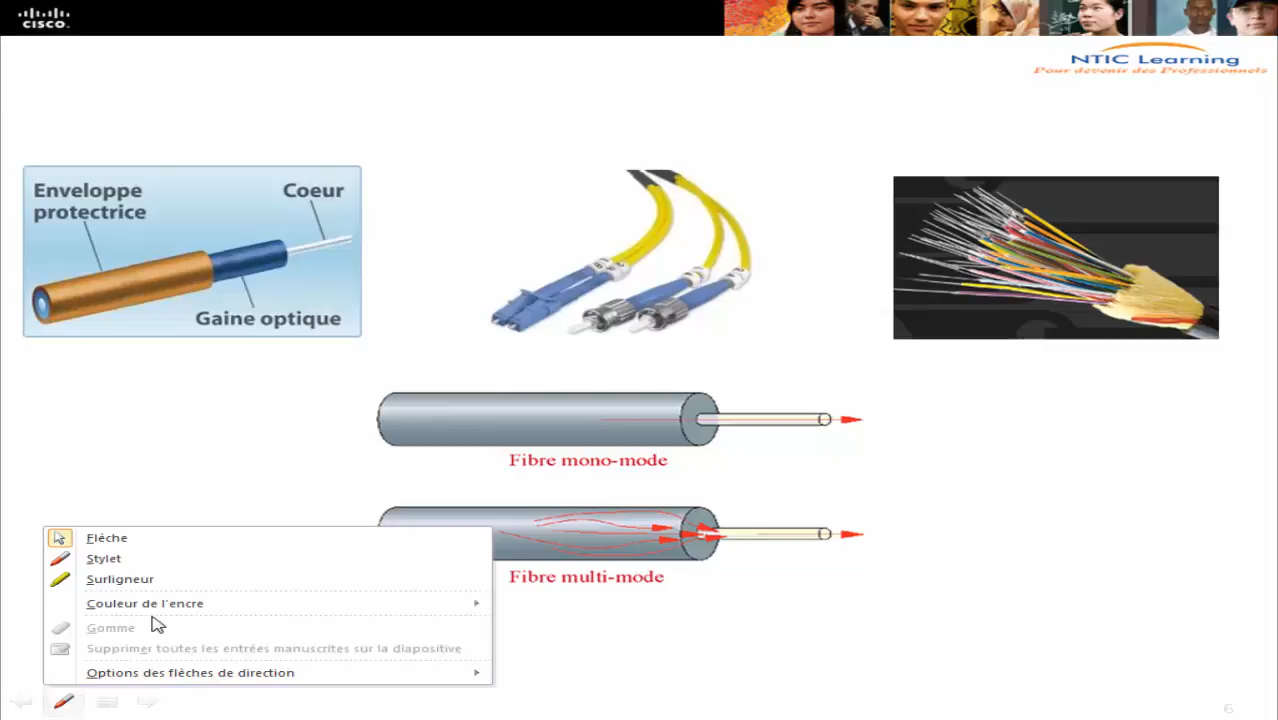 CISCO
NTIC Learning
Pour devenir des Professionnels
Enveloppe
protectrice
Coeur
Gaine optique
Fibre mono-mode
Fibre multi-mode
Flèche
Stylet
Surligneur
Couleur de l'encre
Gomme
Supprimer toutes les entrées manuscrites sur la diapositive
Options des flèches de direction
6